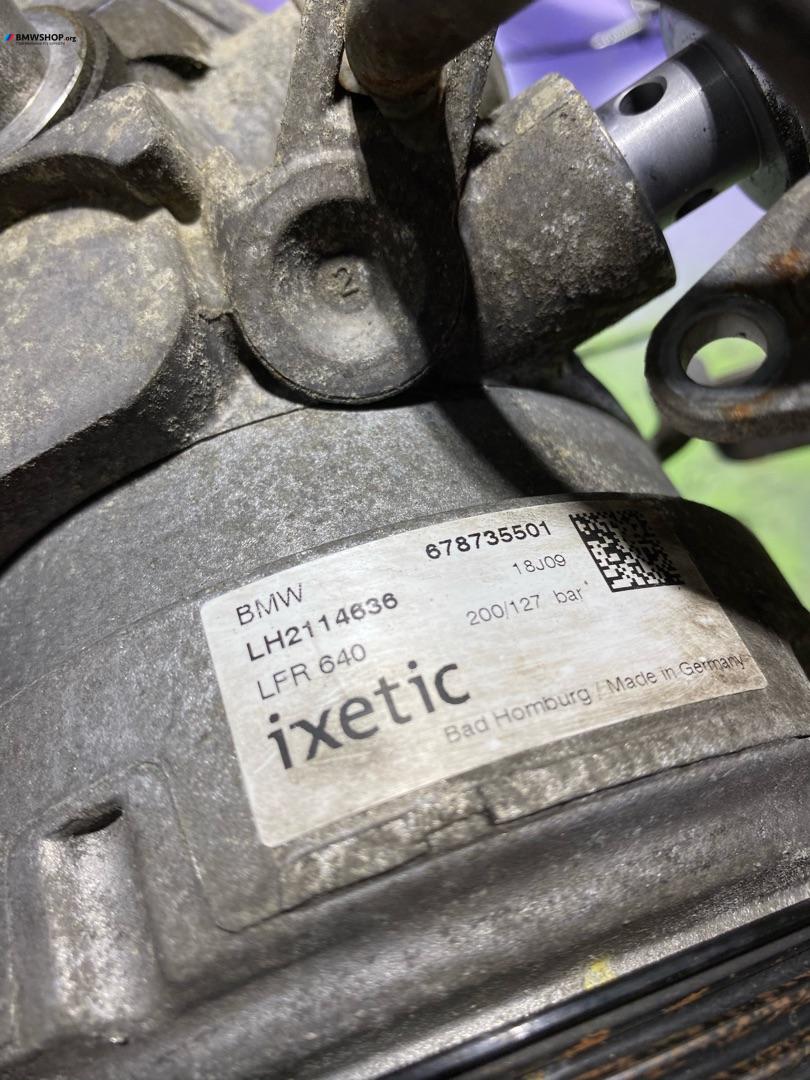 BMWSHOP.org
2
BMW
678735501
LH2114636
18J09
LFR 640
200/127 bar
ixetic
Bad Homburg / Made in Germany